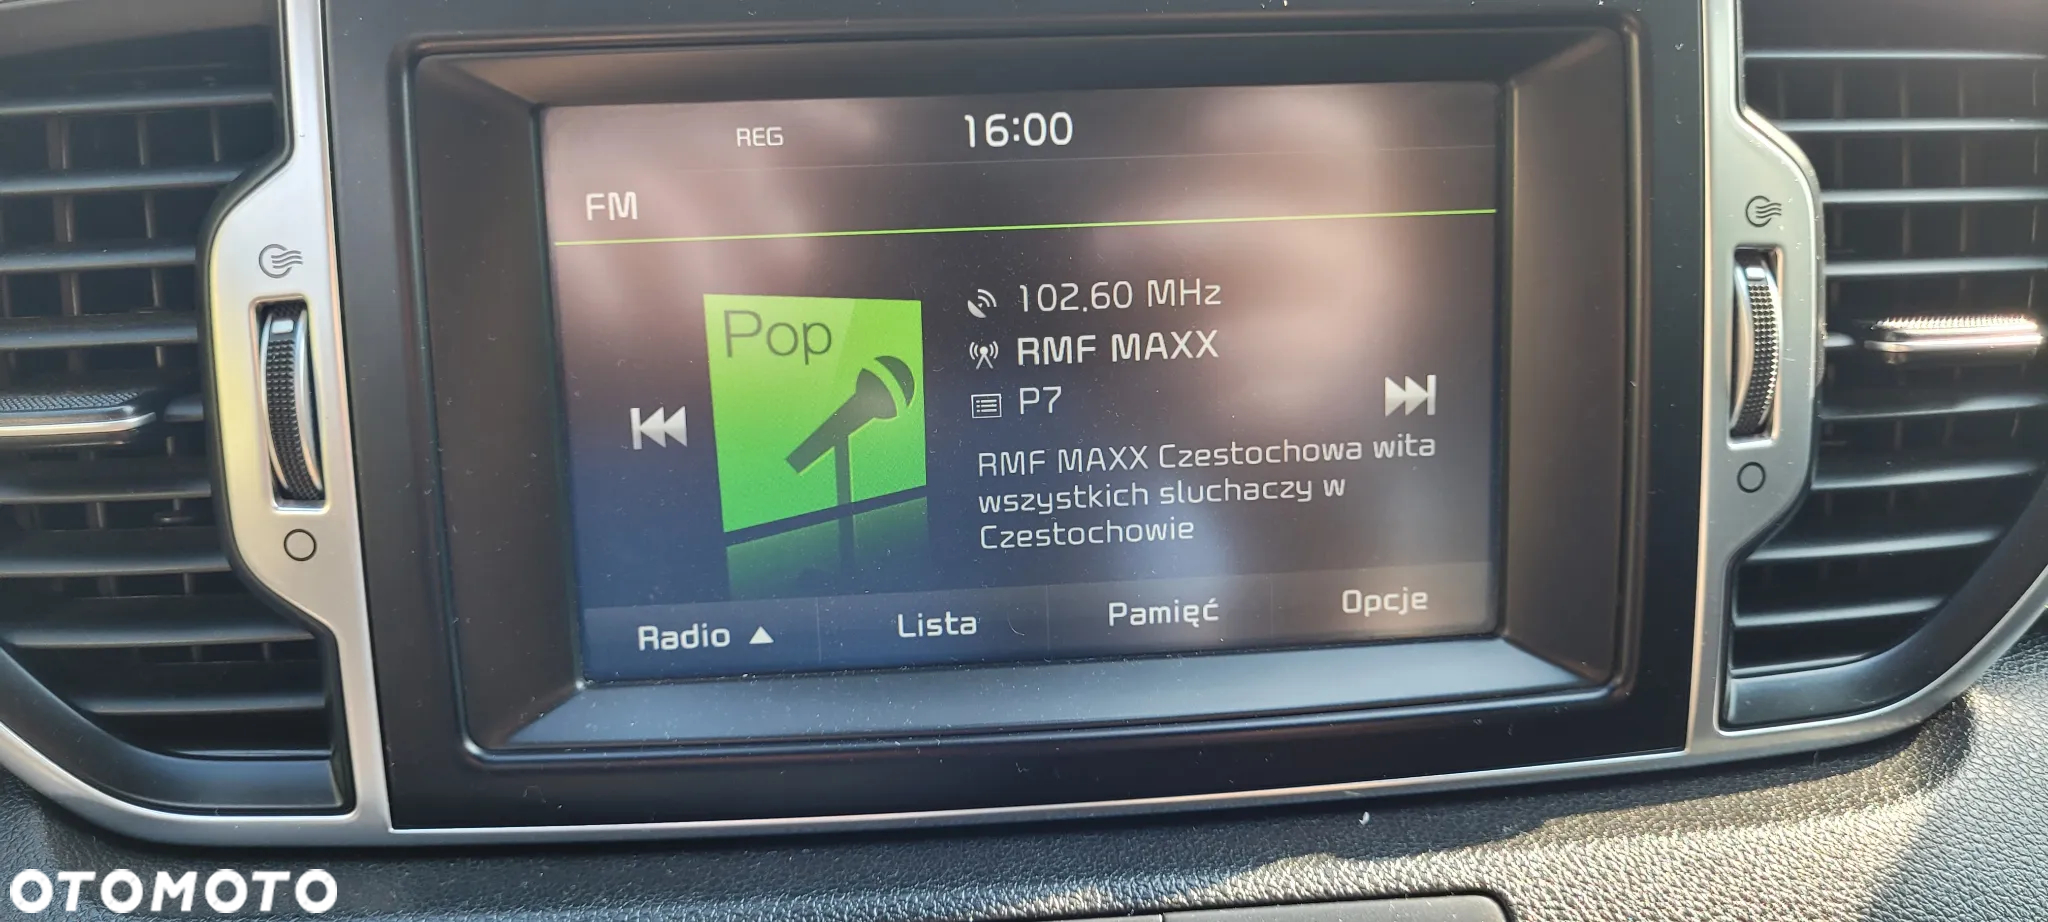 REG
16:00
FM
Pop
102.60 MHz
RMF MAXX
P7
RMF MAXX Czestochowa wita
wszystkich sluchaczy w
Czestochowie
Radio ▲
Lista
Pamięć
Opcje
OTOMOTO